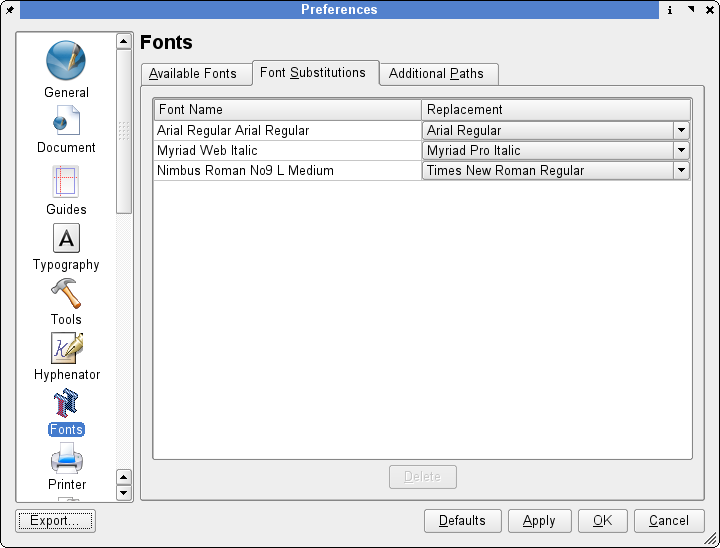 Preferences
General
Document
Guides
Typography
Tools
Hyphenator
Fonts
Printer
Fonts
Available Fonts Font Substitutions Additional Paths
Font Name Replacement
Arial Regular Arial Regular Arial Regular
Myriad Web Italic Myriad Pro Italic
Nimbus Roman No9 L Medium Times New Roman Regular
Delete
Export... Defaults Apply OK Cancel